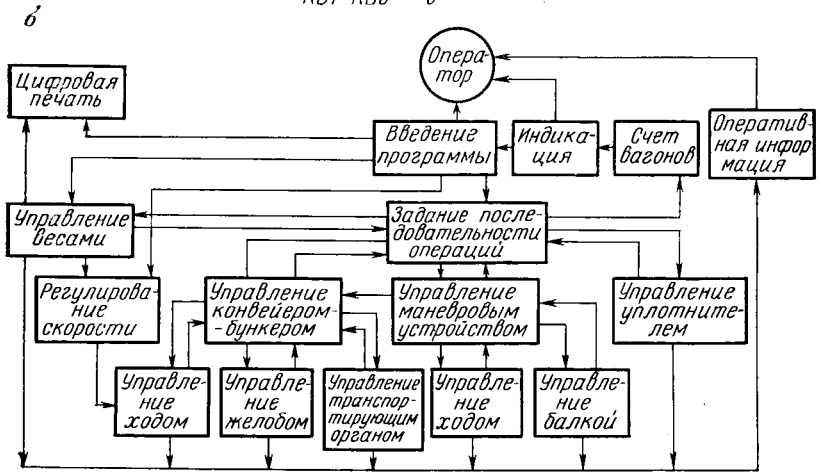 б
Цифровая
печать
Опера-
тор
Введение
программы
Индика-
ция
Счет
вагонов
Оператив-
ная инфор
мация
Управление
весами
Задание после-
довательности
операций
Регулирова-
ние
скорости
Управление
конвейером-
-бункером
Управление
маневровым
устройством
Управление
уплотните-
лем
Управле-
ние
ходом
Управле-
ние
желобом
Управление
транспор-
тирующим
органом
Управле-
ние
ходом
Управле-
ние
балкой